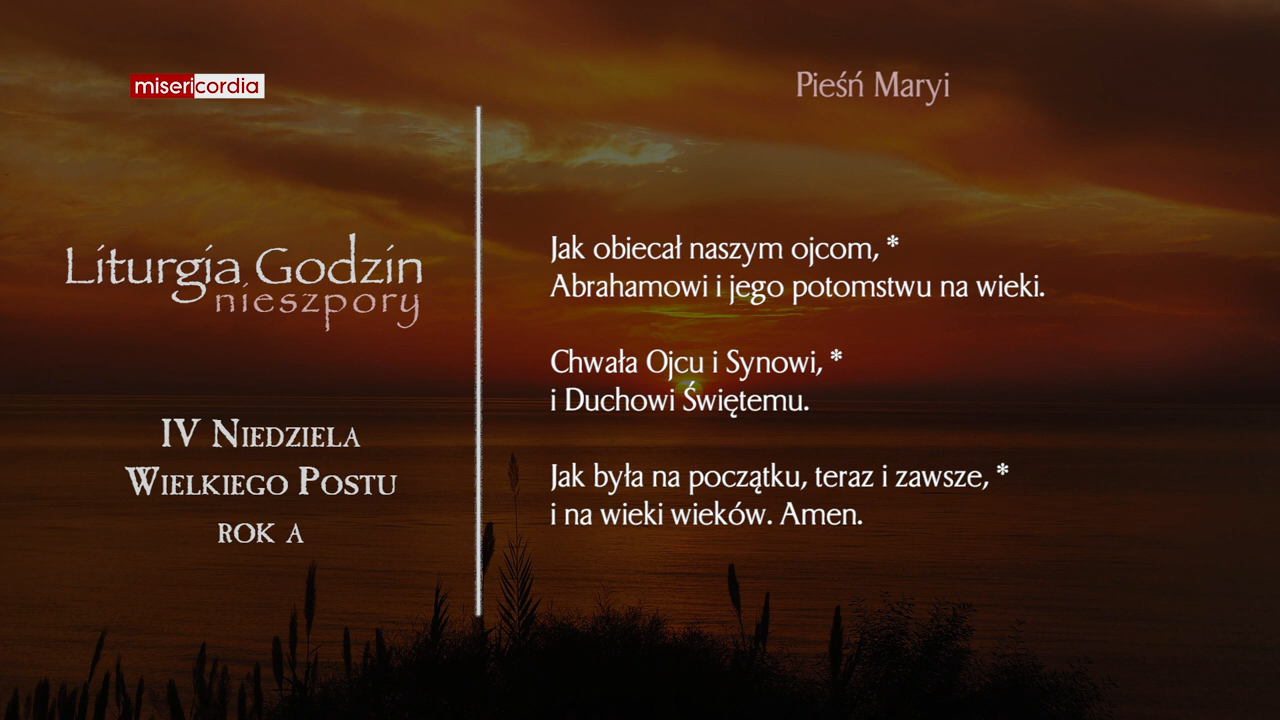 misericordia
Liturgia Godzin
nieszpory
IV Niedziela
Wielkiego Postu
rok A
Pieśń Maryi
Jak obiecał naszym ojcom, *
Abrahamowi i jego potomstwu na wieki.
Chwała Ojcu i Synowi, *
i Duchowi Świętemu.
Jak była na początku, teraz i zawsze, *
i na wieki wieków. Amen.